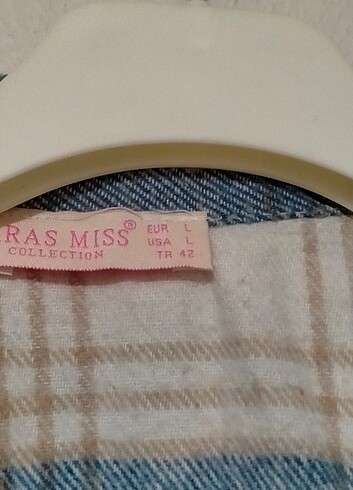 RAS MISS®
COLLECTION
EUR L
USA L
TR 42